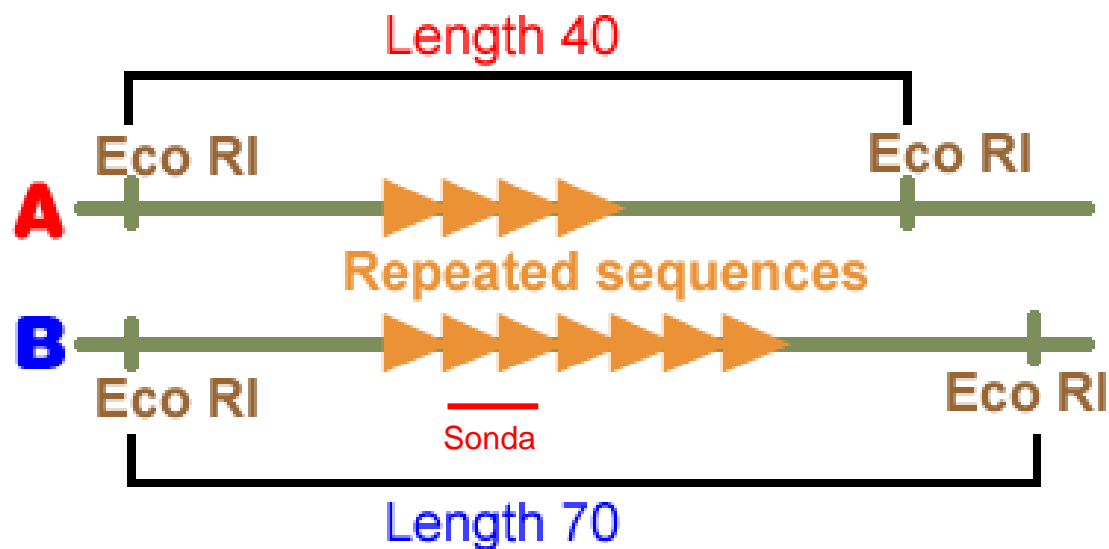 Length 40
Eco RI
Eco RI
A
Repeated sequences
B
Eco RI
Eco RI
Sonda
Length 70